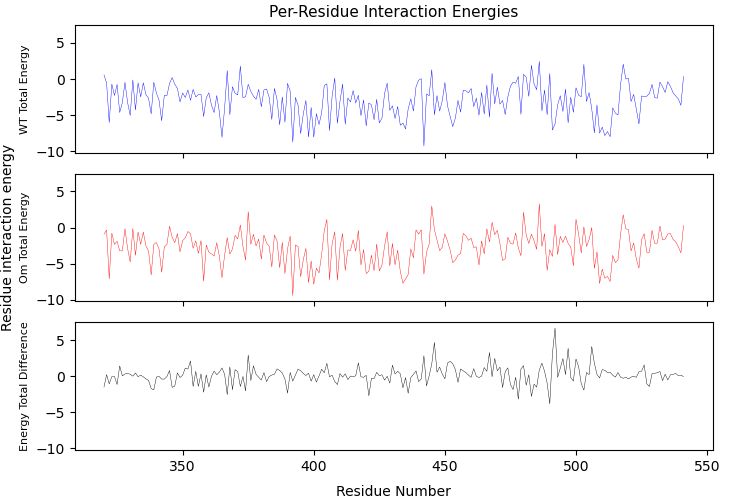 Per-Residue Interaction Energies
Residue interaction energy
WT Total Energy
5
0
−5
−10
Om Total Energy
5
0
−5
−10
Energy Total Difference
5
0
−5
−10
350
400
450
500
550
Residue Number